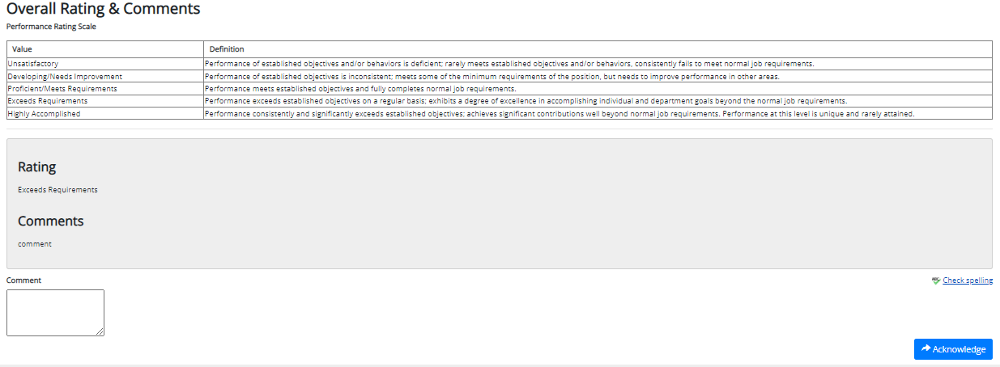 Overall Rating & Comments
Performance Rating Scale
Value Definition
Unsatisfactory Performance of established objectives and/or behaviors is deficient; rarely meets established objectives and/or behaviors, consistently fails to meet normal job requirements.
Developing/Needs Improvement Performance of established objectives is inconsistent; meets some of the minimum requirements of the position, but needs to improve performance in other areas.
Proficient/Meets Requirements Performance meets established objectives and fully completes normal job requirements.
Exceeds Requirements Performance exceeds established objectives on a regular basis; exhibits a degree of excellence in accomplishing individual and department goals beyond the normal job requirements.
Highly Accomplished Performance consistently and significantly exceeds established objectives; achieves significant contributions well beyond normal job requirements. Performance at this level is unique and rarely attained.
Rating
Exceeds Requirements
Comments
comment
Comment Check spelling
Acknowledge